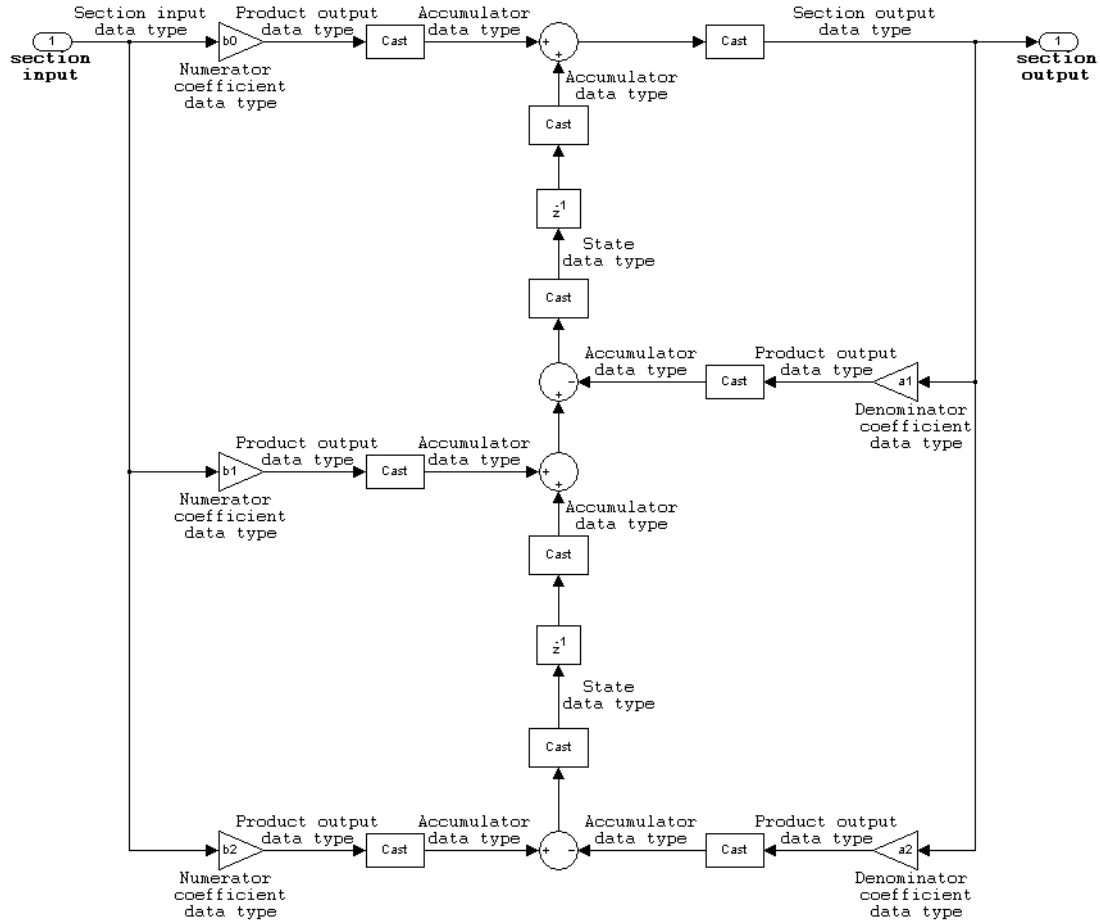 Section input
data type
Product output
data type
Accumulator
data type
Section output
data type
1
section
input
b0
Cast
+
+
Cast
1
section
output
Numerator
coefficient
data type
Accumulator
data type
Cast
z-1
State
data type
Cast
Accumulator
data type
Product output
data type
-
+
Cast
a1
Denominator
coefficient
data type
Product output
data type
Accumulator
data type
b1
Cast
+
+
Numerator
coefficient
data type
Accumulator
data type
Cast
z-1
State
data type
Cast
Product output
data type
Accumulator
data type
Accumulator
data type
Product output
data type
b2
Cast
+
-
Cast
a2
Numerator
coefficient
data type
Denominator
coefficient
data type